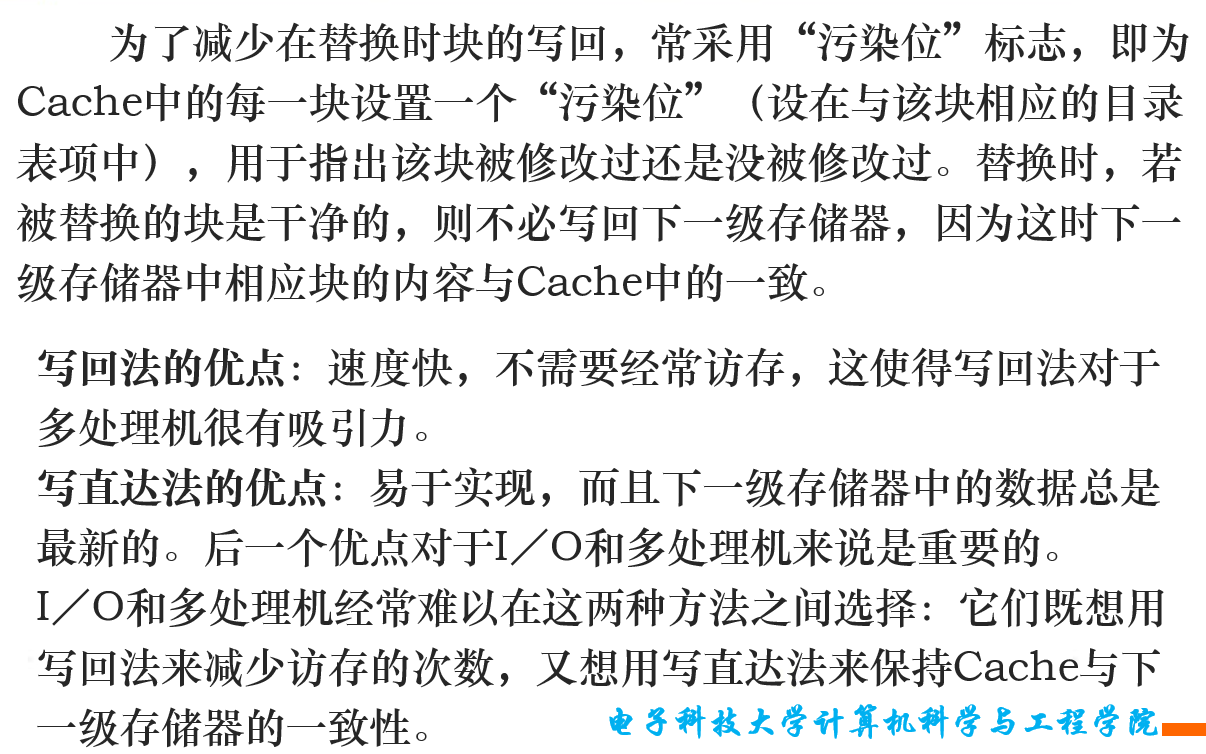 为了减少在替换时块的写回，常采用“污染位”标志，即为
Cache中的每一块设置一个“污染位”（设在与该块相应的目录
表项中），用于指出该块被修改过还是没被修改过。替换时，若
被替换的块是干净的，则不必写回下一级存储器，因为这时下一
级存储器中相应块的内容与Cache中的一致。
写回法的优点：速度快，不需要经常访存，这使得写回法对于
多处理机很有吸引力。
写直达法的优点：易于实现，而且下一级存储器中的数据总是
最新的。后一个优点对于I／O和多处理机来说是重要的。
I／O和多处理机经常难以在这两种方法之间选择：它们既想用
写回法来减少访存的次数，又想用写直达法来保持Cache与下
一级存储器的一致性。
电子科技大学计算机科学与工程学院